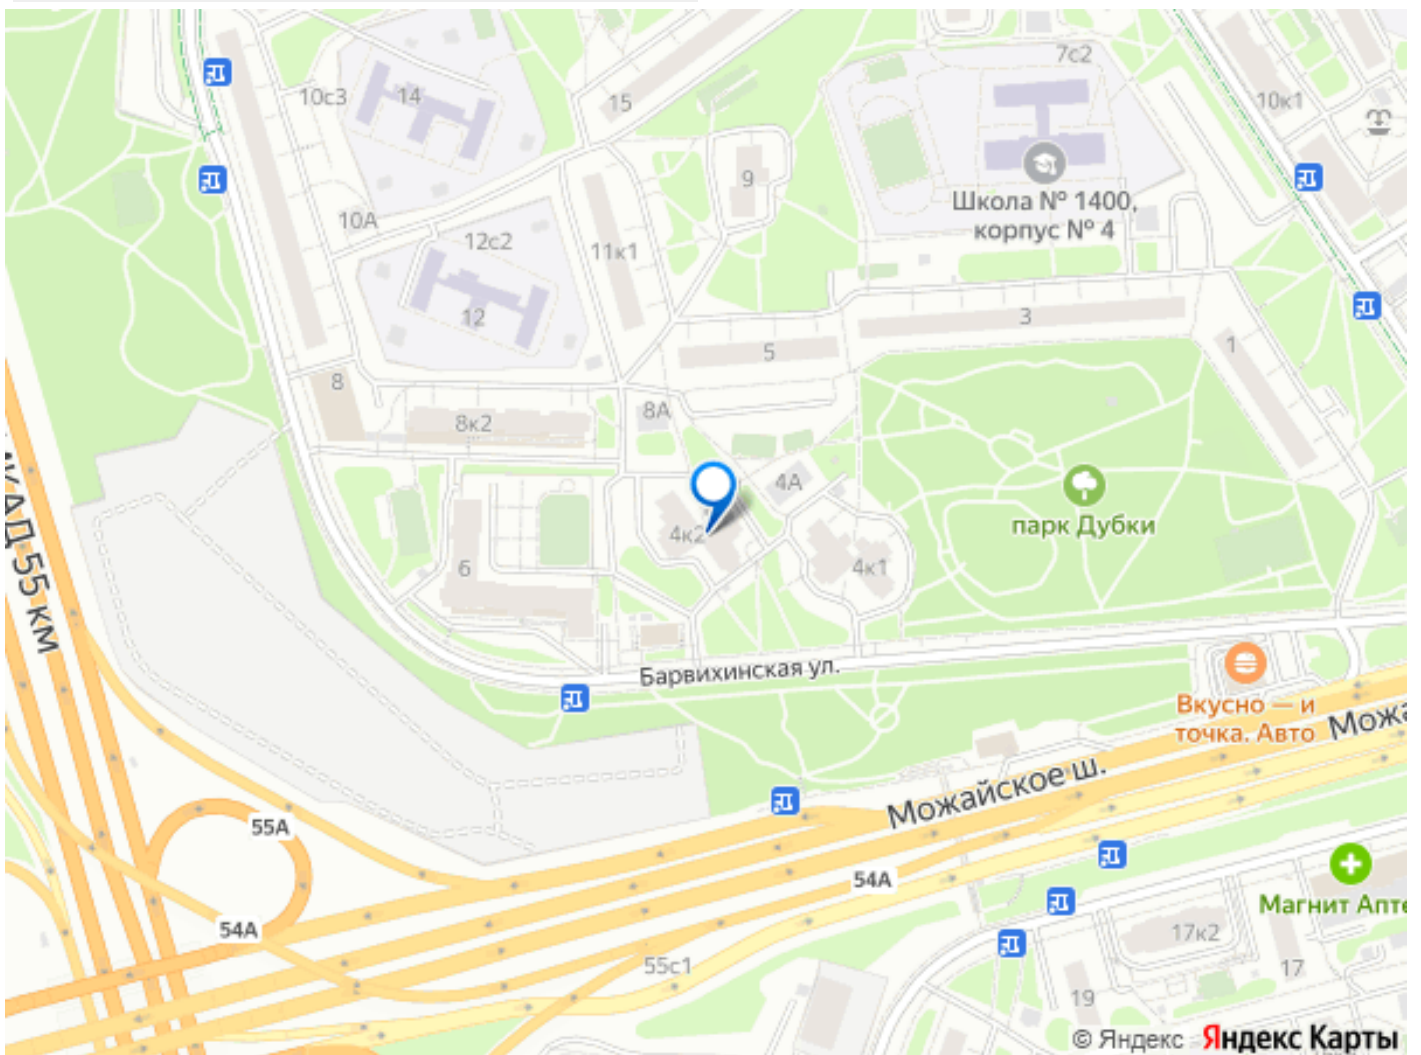 7с2
10с3
14
15
10к1
9
Школа № 1400,
корпус № 4
10А
12с2
11к1
12
3
5
1
8
8А
8к2
4А
парк Дубки
4к2
4к1
6
МКАД 55 км
Барвихинская ул.
Вкусно — и
точка. Авто
Можа
Можайское ш.
55А
54А
54А
Магнит Апте
17к2
55с1
17
19
© Яндекс Яндекс Карты